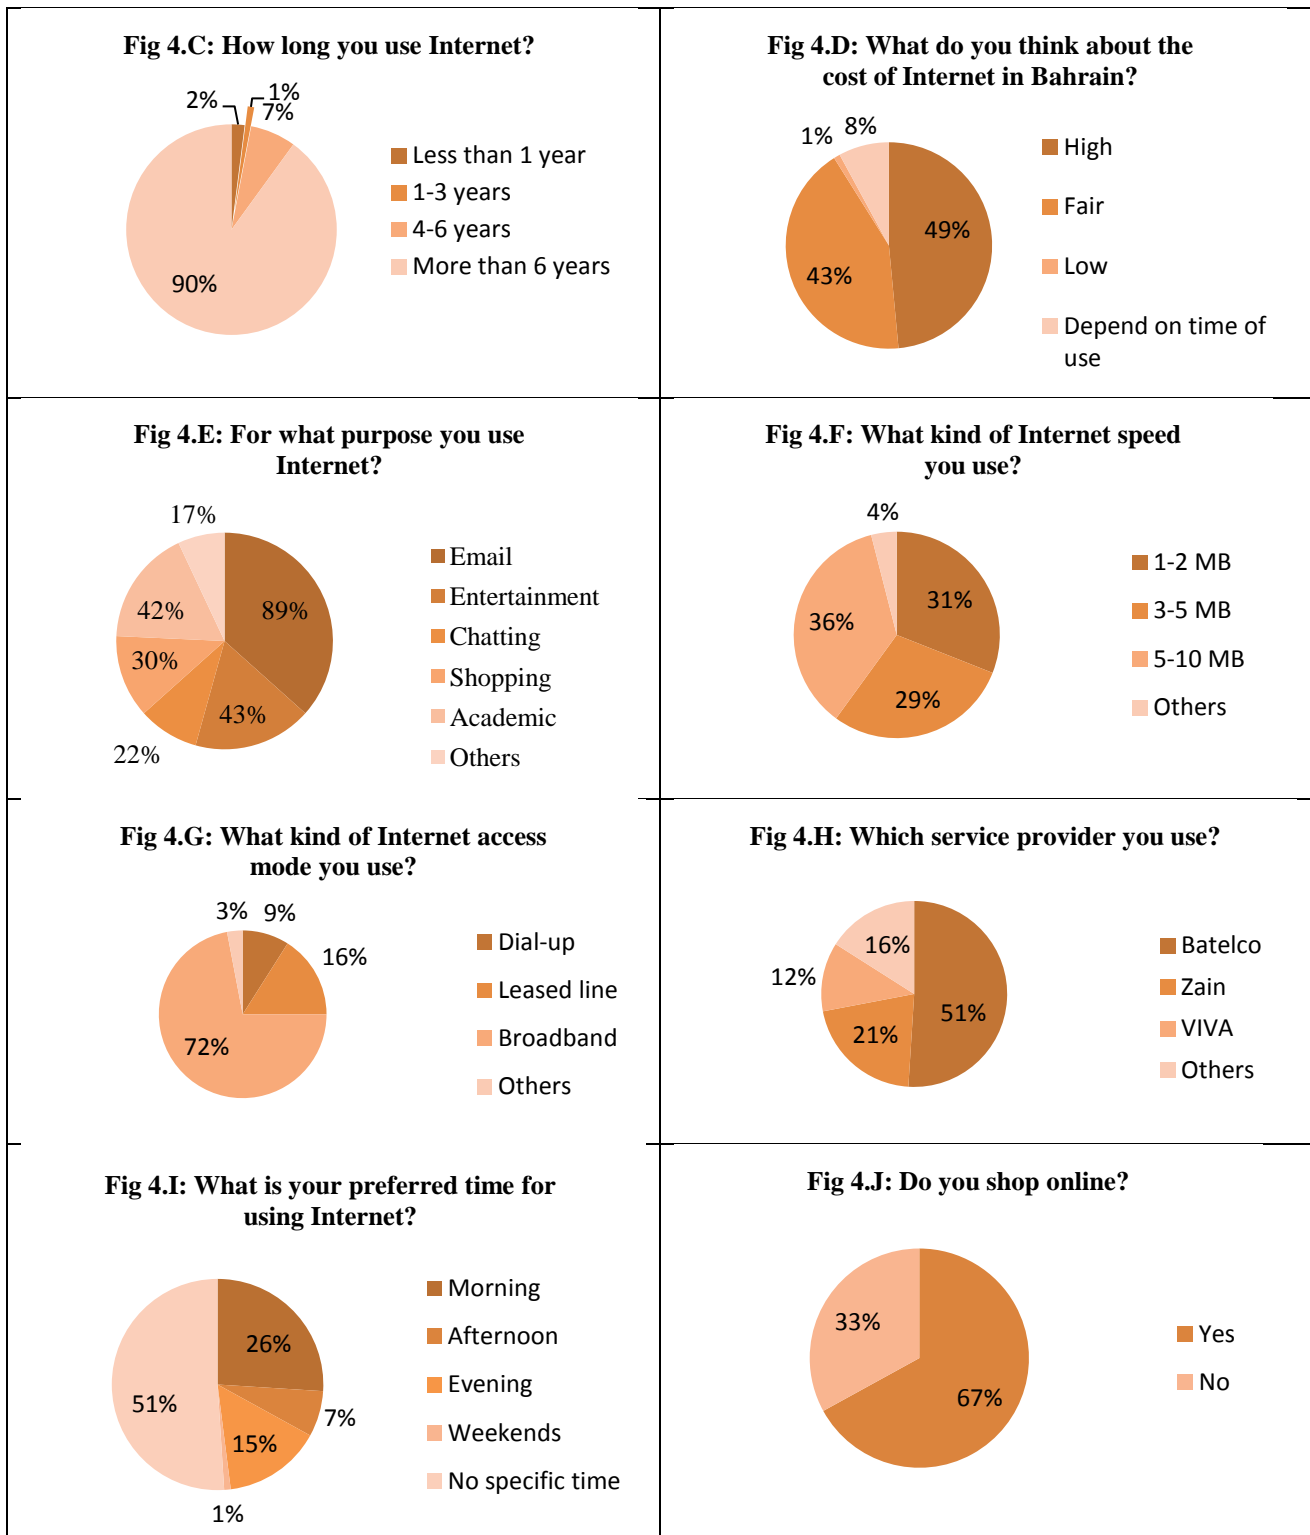 Fig 4.C: How long you use Internet?
2%
1%
7%
90%
Less than 1 year
1-3 years
4-6 years
More than 6 years
Fig 4.D: What do you think about the
cost of Internet in Bahrain?
1%
8%
49%
43%
High
Fair
Low
Depend on time of
use
Fig 4.E: For what purpose you use
Internet?
17%
42%
89%
30%
43%
22%
Email
Entertainment
Chatting
Shopping
Academic
Others
Fig 4.F: What kind of Internet speed
you use?
4%
31%
36%
29%
1-2 MB
3-5 MB
5-10 MB
Others
Fig 4.G: What kind of Internet access
mode you use?
3%
9%
16%
72%
Dial-up
Leased line
Broadband
Others
Fig 4.H: Which service provider you use?
16%
12%
51%
21%
Batelco
Zain
VIVA
Others
Fig 4.I: What is your preferred time for
using Internet?
26%
51%
7%
15%
1%
Morning
Afternoon
Evening
Weekends
No specific time
Fig 4.J: Do you shop online?
33%
67%
Yes
No